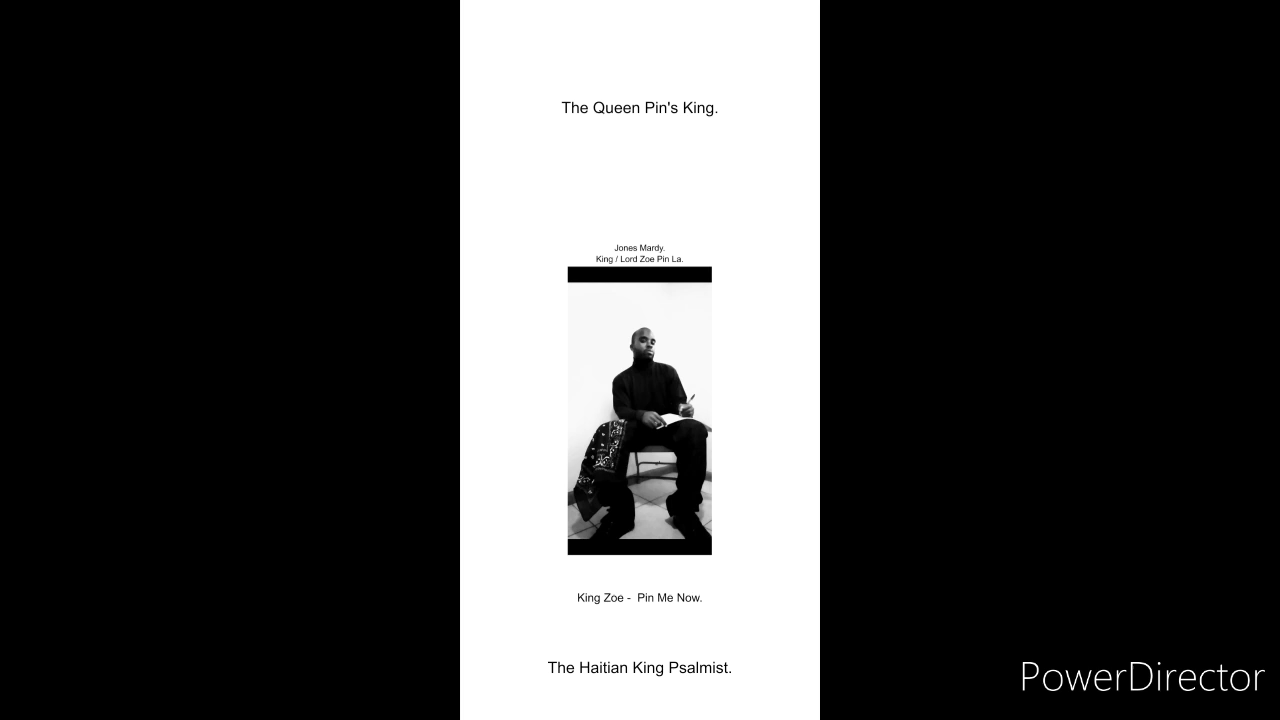 The Queen Pin's King.
Jones Mardy.
King / Lord Zoe Pin La.
King Zoe - Pin Me Now.
The Haitian King Psalmist.
PowerDirector